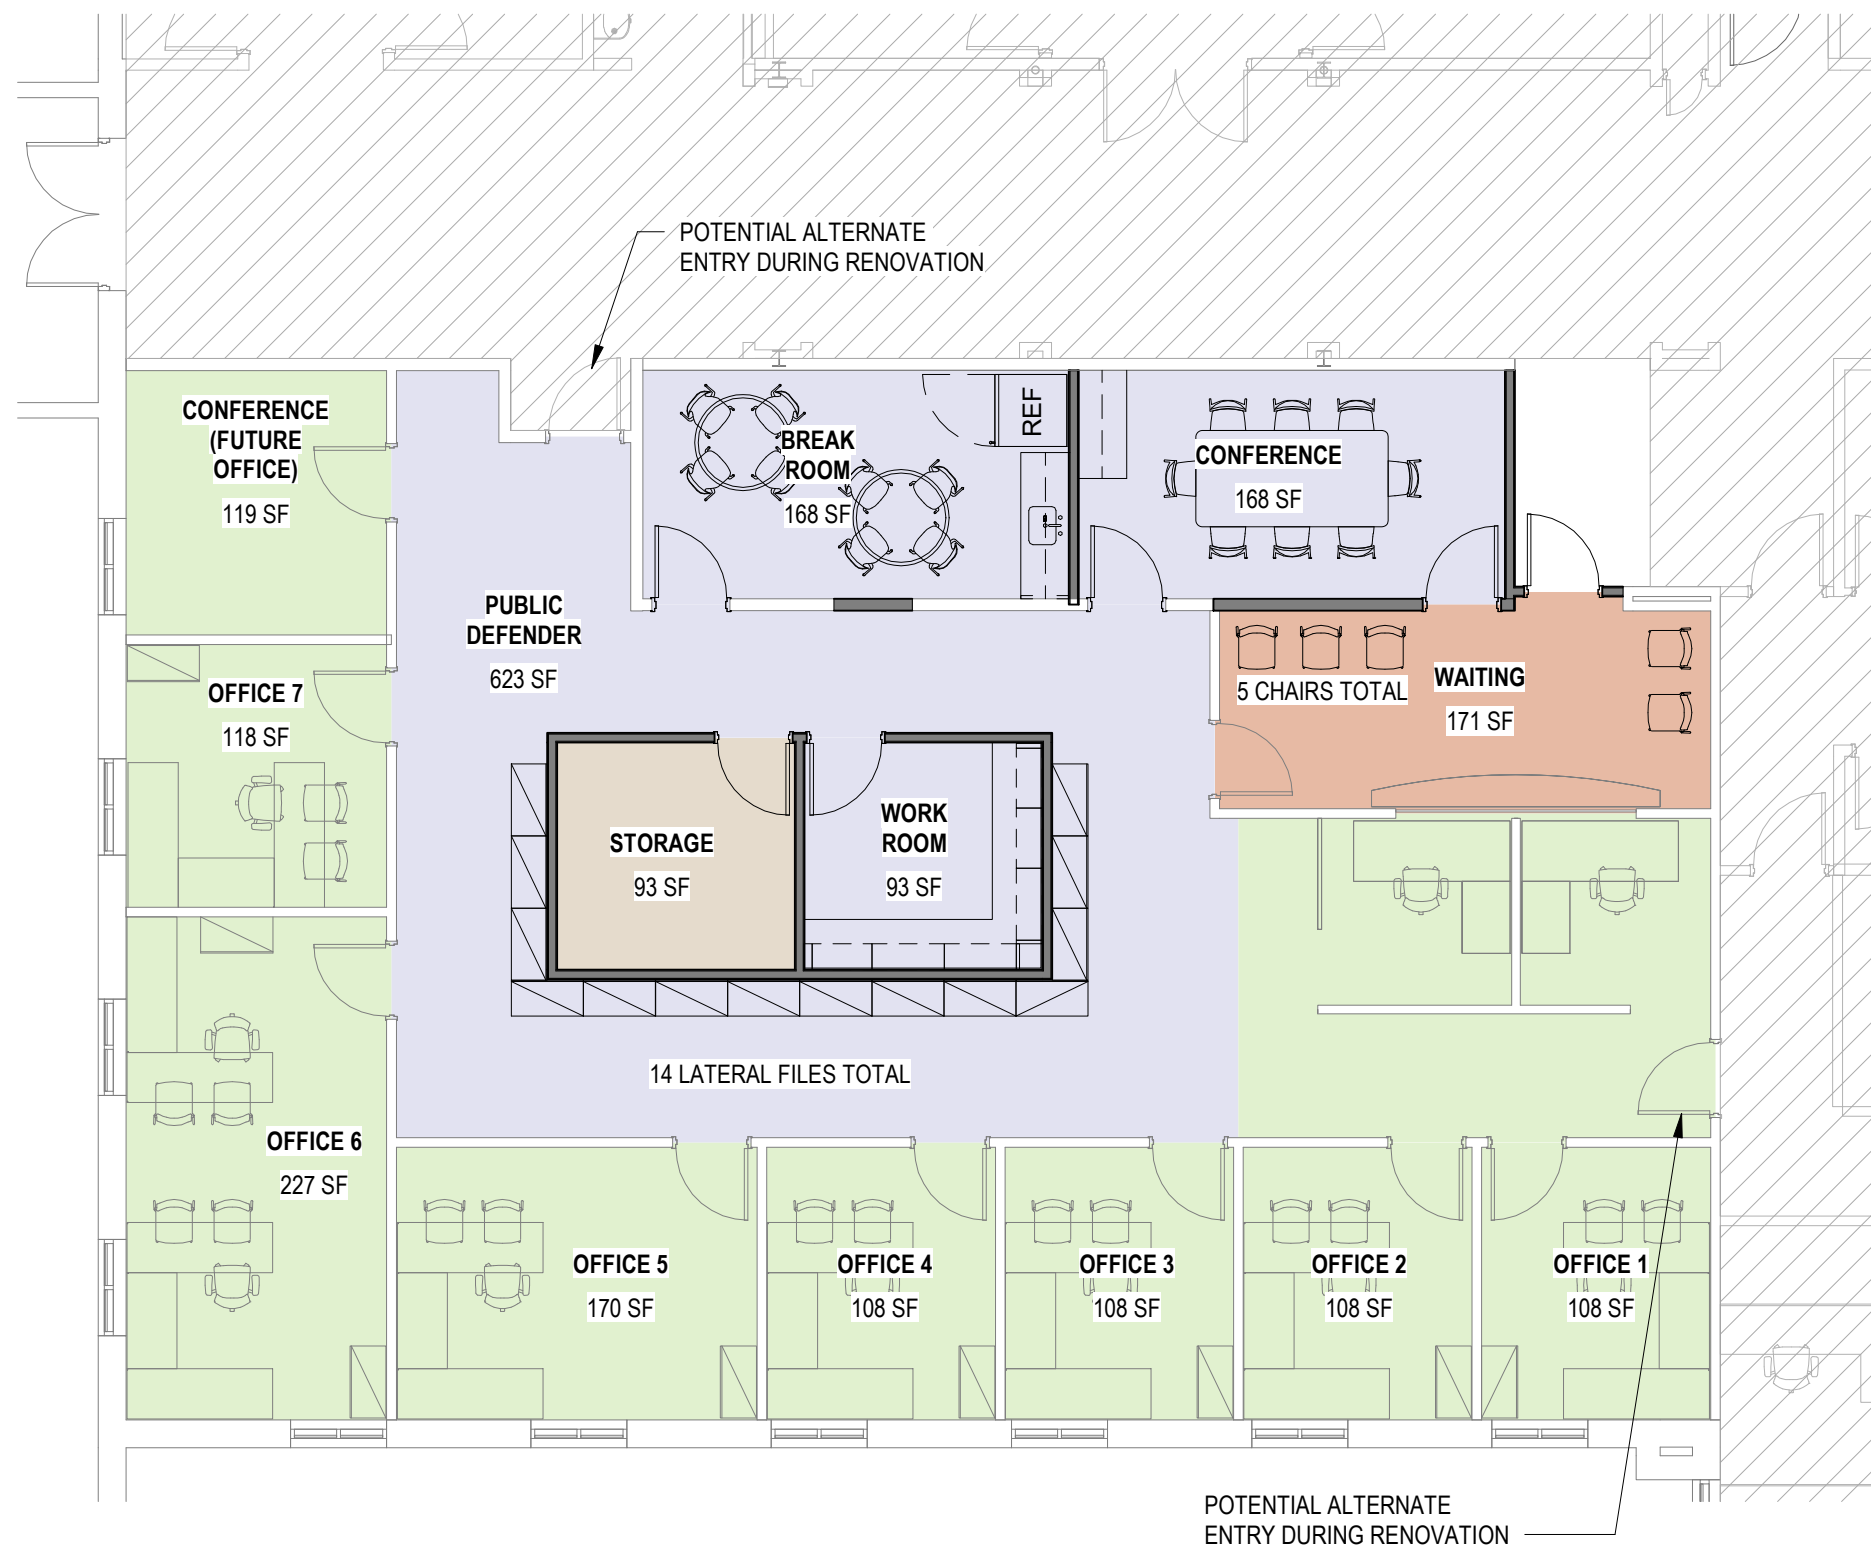 POTENTIAL ALTERNATE
ENTRY DURING RENOVATION
CONFERENCE
(FUTURE
OFFICE)
119 SF
BREAK
ROOM
168 SF
REF
CONFERENCE
168 SF
PUBLIC
DEFENDER
623 SF
OFFICE 7
118 SF
5 CHAIRS TOTAL
WAITING
171 SF
STORAGE
93 SF
WORK
ROOM
93 SF
14 LATERAL FILES TOTAL
OFFICE 6
227 SF
OFFICE 5
170 SF
OFFICE 4
108 SF
OFFICE 3
108 SF
OFFICE 2
108 SF
OFFICE 1
108 SF
POTENTIAL ALTERNATE
ENTRY DURING RENOVATION